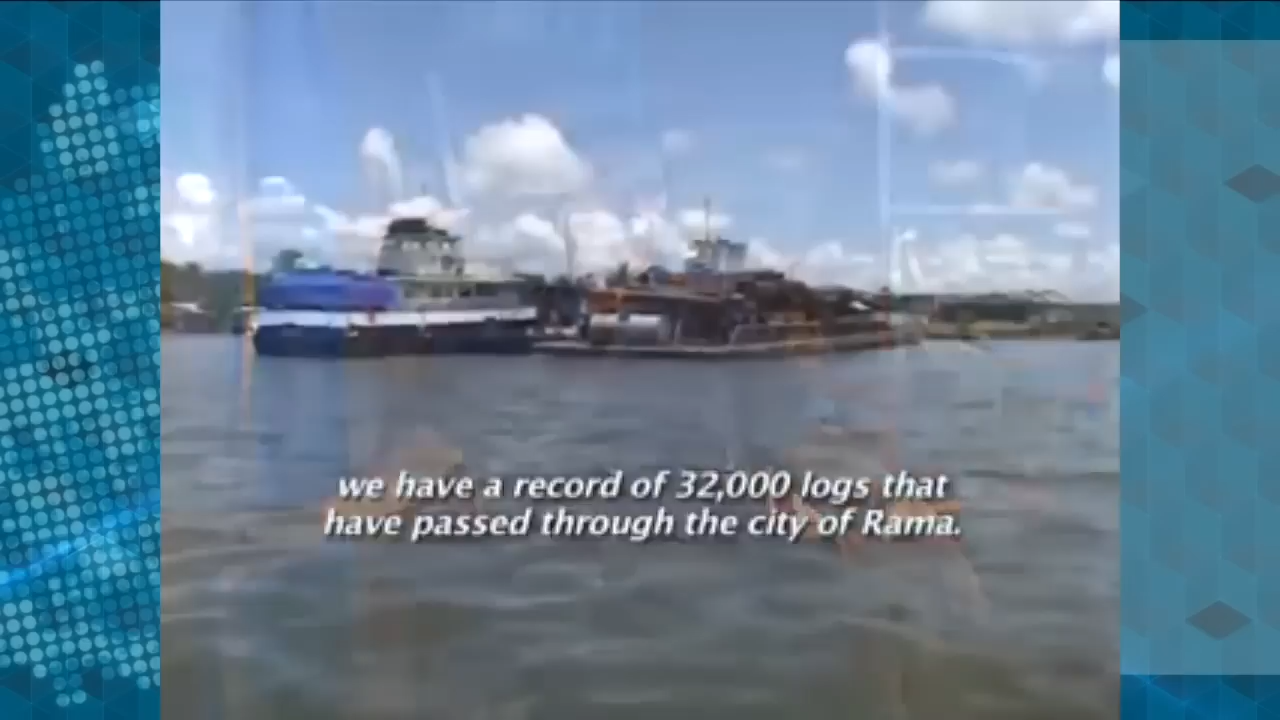 we have a record of 32,000 logs that
have passed through the city of Rama.